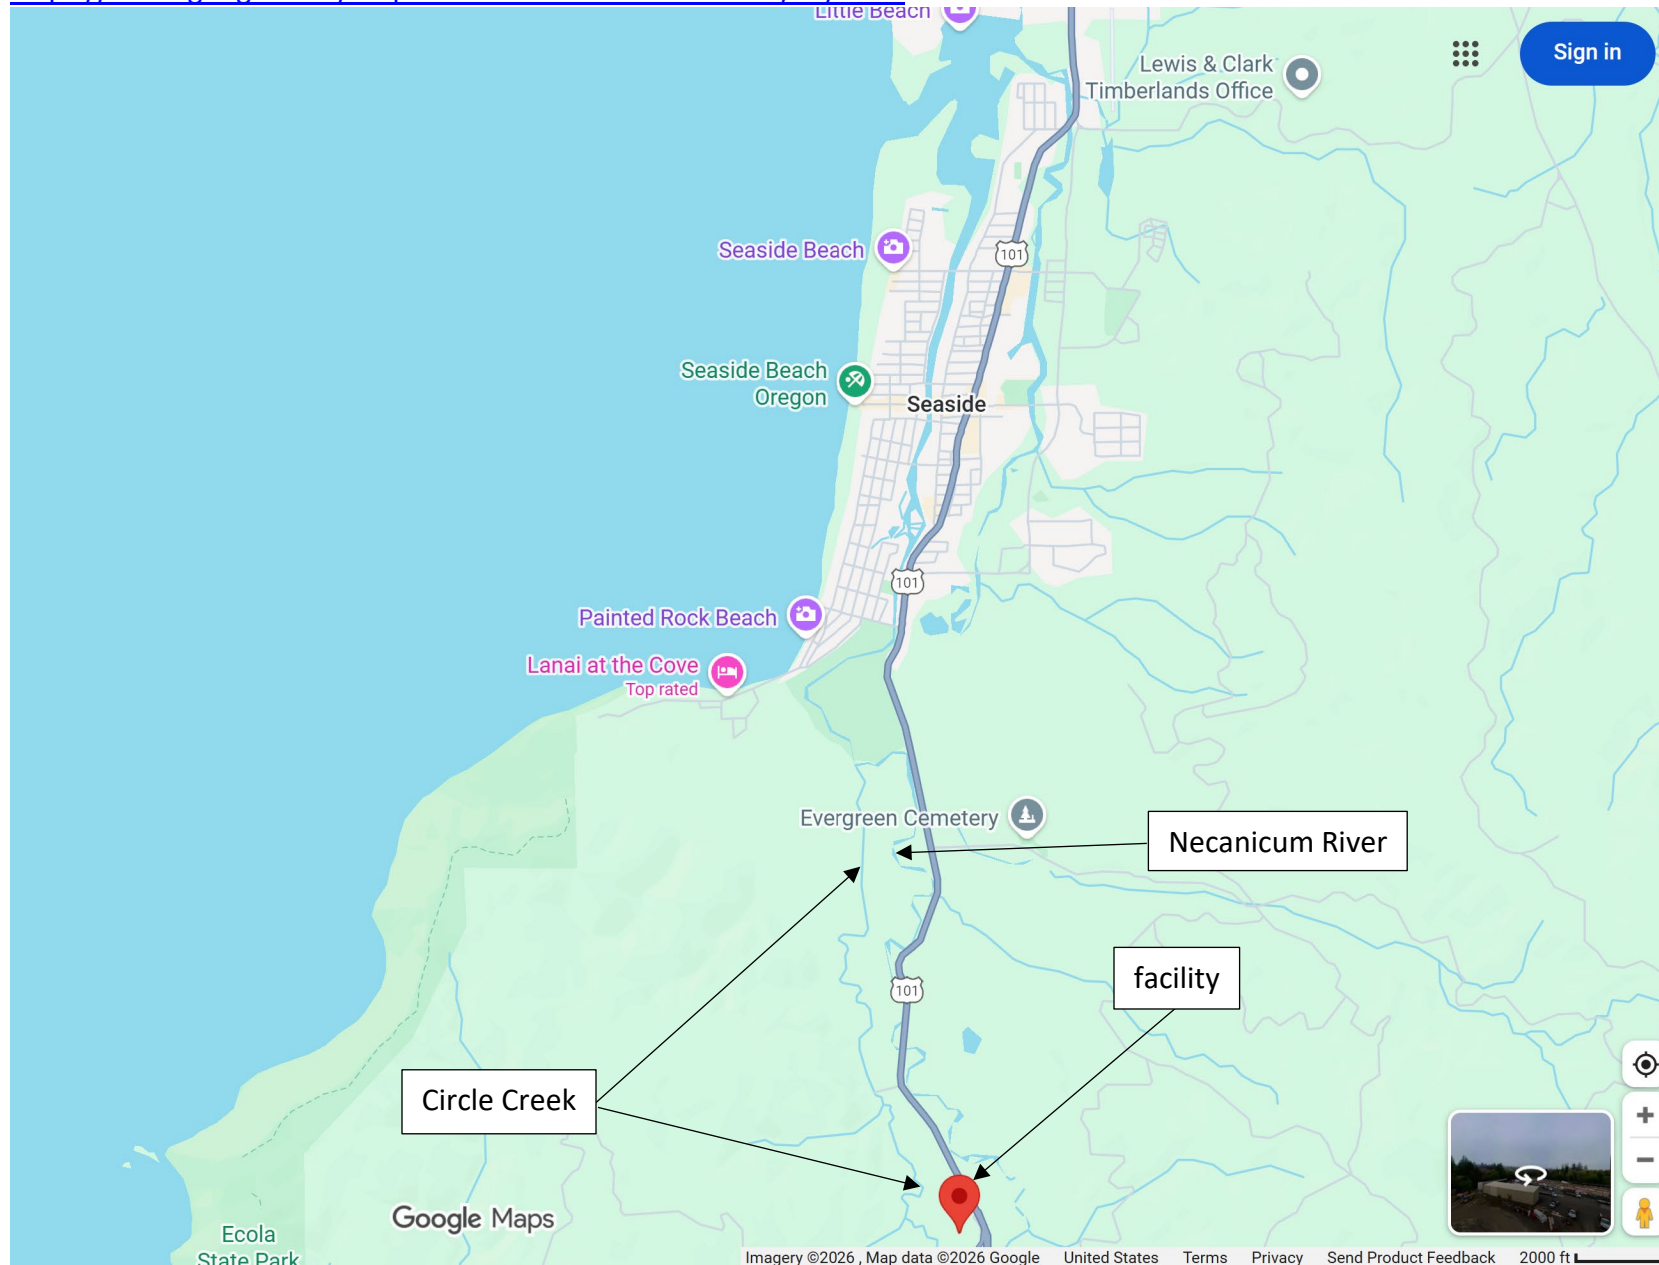 Little Beach
Lewis & Clark
Timberlands Office
Sign in
Seaside Beach
101
Seaside Beach
Oregon
Seaside
101
Painted Rock Beach
Lanai at the Cove
Top rated
Evergreen Cemetery
Necanicum River
facility
101
Circle Creek
Google Maps
Ecola
State Park
Imagery ©2026 , Map data ©2026 Google United States Terms Privacy Send Product Feedback 2000 ft